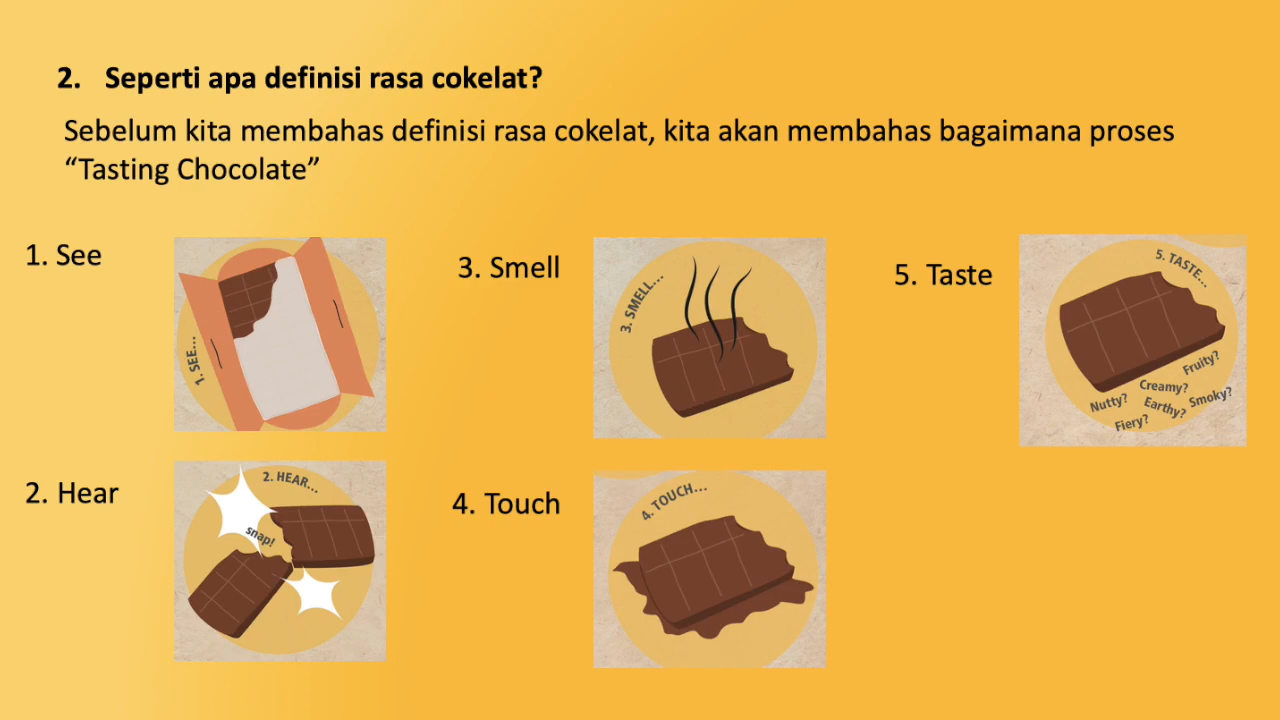 2. Seperti apa definisi rasa cokelat?
Sebelum kita membahas definisi rasa cokelat, kita akan membahas bagaimana proses
“Tasting Chocolate”
1. See
1. SEE...
2. Hear
2. HEAR...
snap!
3. Smell
3. SMELL...
4. Touch
4. TOUCH...
5. Taste
5. TASTE...
Fruity?
Creamy?
Nutty?
Earthy?
Smoky?
Fiery?